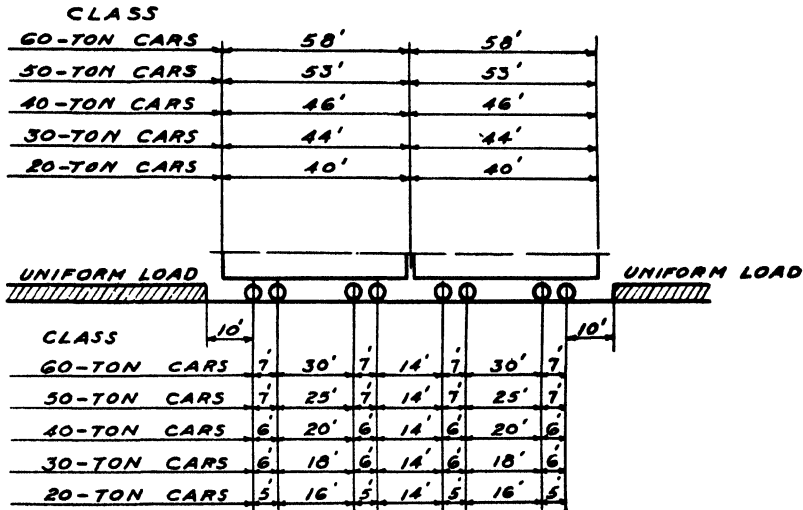 CLASS
60-TON CARS 58' 58'
50-TON CARS 53' 53'
40-TON CARS 46' 46'
30-TON CARS 44' 44'
20-TON CARS 40' 40'
UNIFORM LOAD UNIFORM LOAD
10' 10'
CLASS
60-TON CARS 7' 30' 7' 14' 7' 30' 7'
50-TON CARS 7' 25' 7' 14' 7' 25' 7'
40-TON CARS 6' 20' 6' 14' 6' 20' 6'
30-TON CARS 6' 18' 6' 14' 6' 18' 6'
20-TON CARS 5' 16' 5' 14' 5' 16' 5'